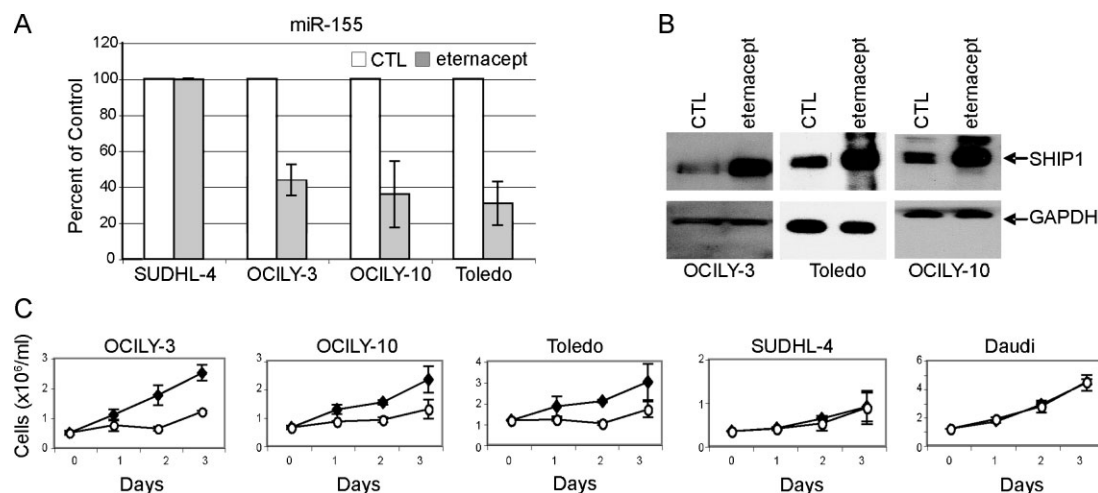 A
miR-155
Percent of Control
120
100
80
60
40
20
0
CTL
eternacept
SUDHL-4
OCILY-3
OCILY-10
Toledo
B
CTL
eternacept
CTL
eternacept
CTL
eternacept
SHIP1
GAPDH
OCILY-3
Toledo
OCILY-10
C
Cells (x10⁶/ml)
OCILY-3
3
2
1
0
0 1 2 3
Days
OCILY-10
3
2
1
0
0 1 2 3
Days
Toledo
4
3
2
1
0
0 1 2 3
Days
SUDHL-4
2
1
0
0 1 2 3
Days
Daudi
6
4
2
0
0 1 2 3
Days